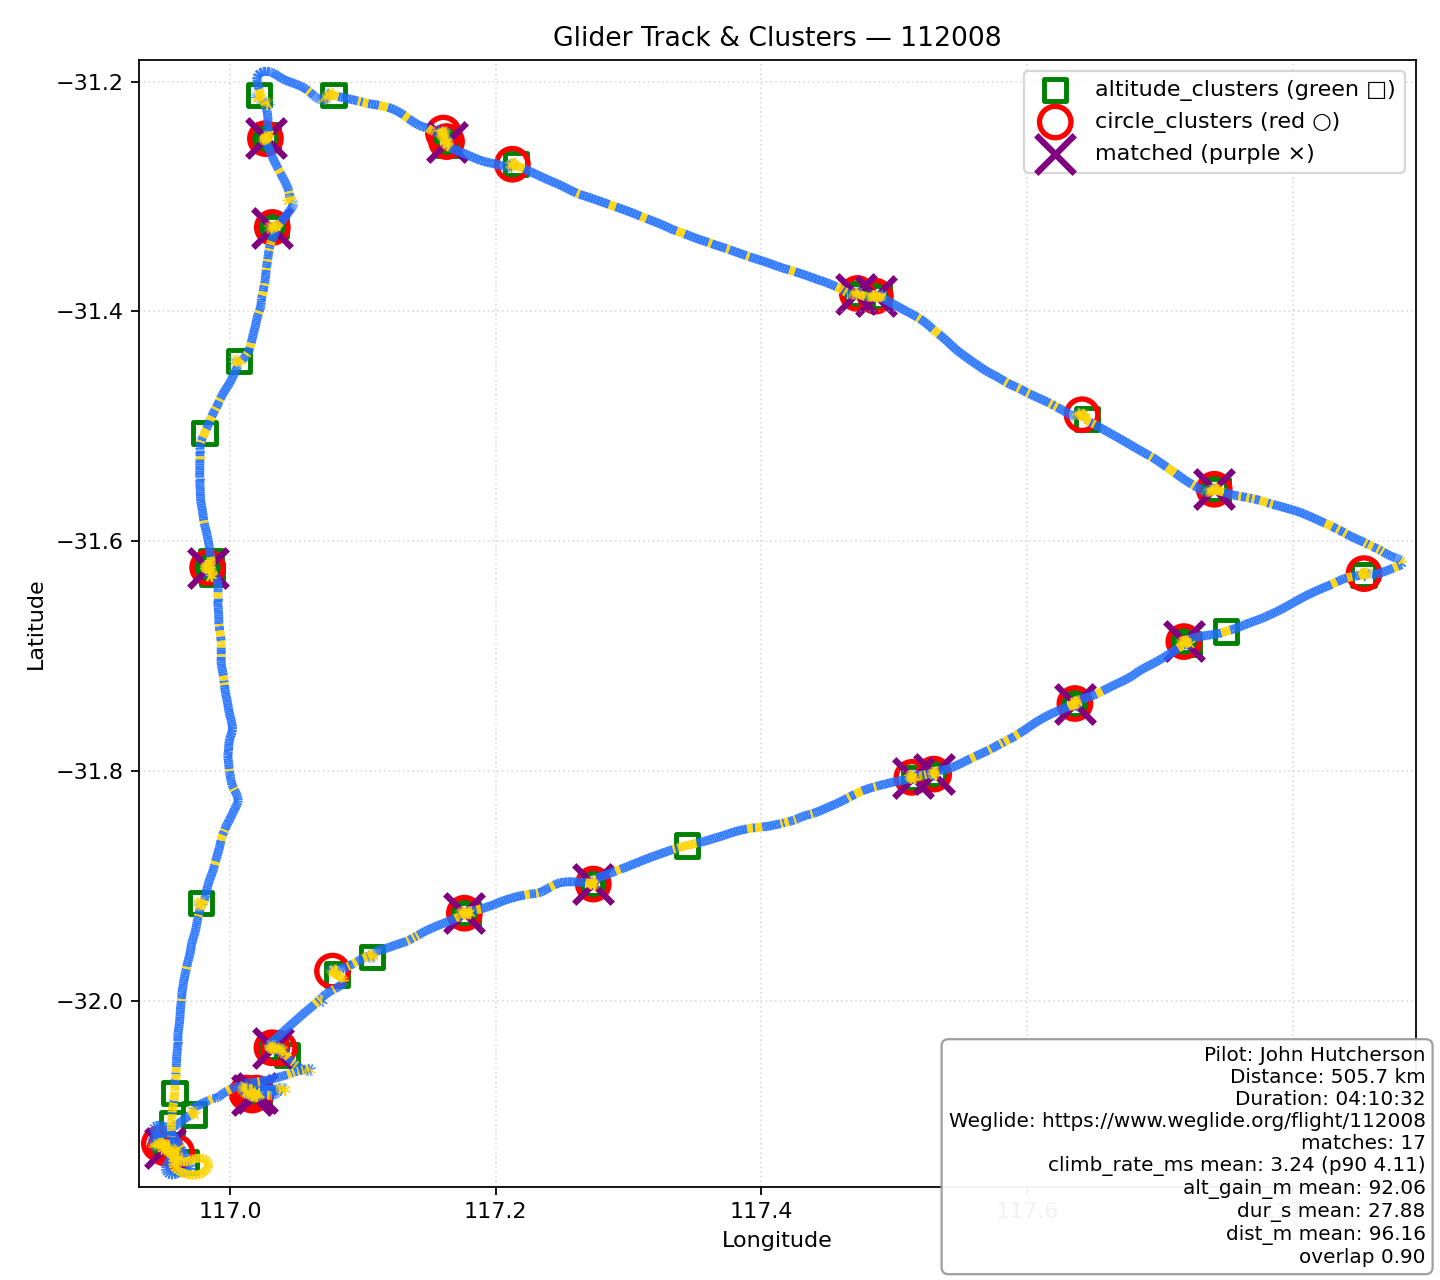 Glider Track & Clusters — 112008
altitude_clusters (green □)
circle_clusters (red ○)
matched (purple ×)
Latitude
−31.2
−31.4
−31.6
−31.8
−32.0
117.0
117.2
117.4
117.6
Longitude
Pilot: John Hutcherson
Distance: 505.7 km
Duration: 04:10:32
Weglide: https://www.weglide.org/flight/112008
matches: 17
climb_rate_ms mean: 3.24 (p90 4.11)
alt_gain_m mean: 92.06
dur_s mean: 27.88
dist_m mean: 96.16
overlap 0.90